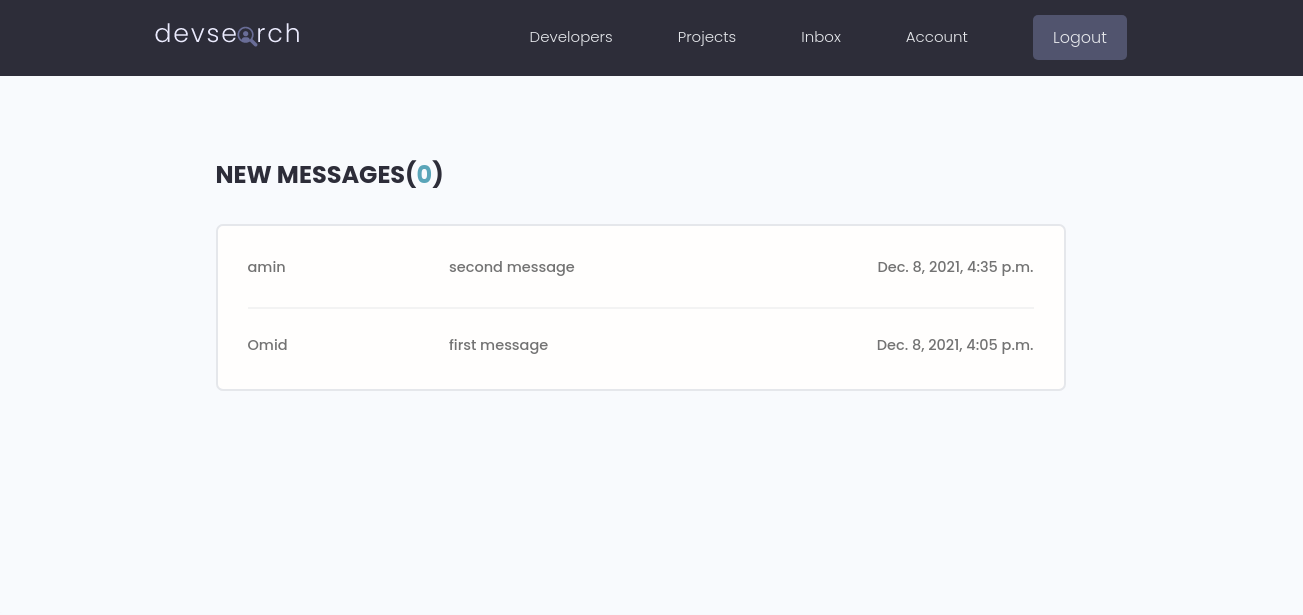 devsearch Developers Projects Inbox Account Logout
NEW MESSAGES(0)
amin second message Dec. 8, 2021, 4:35 p.m.
Omid first message Dec. 8, 2021, 4:05 p.m.